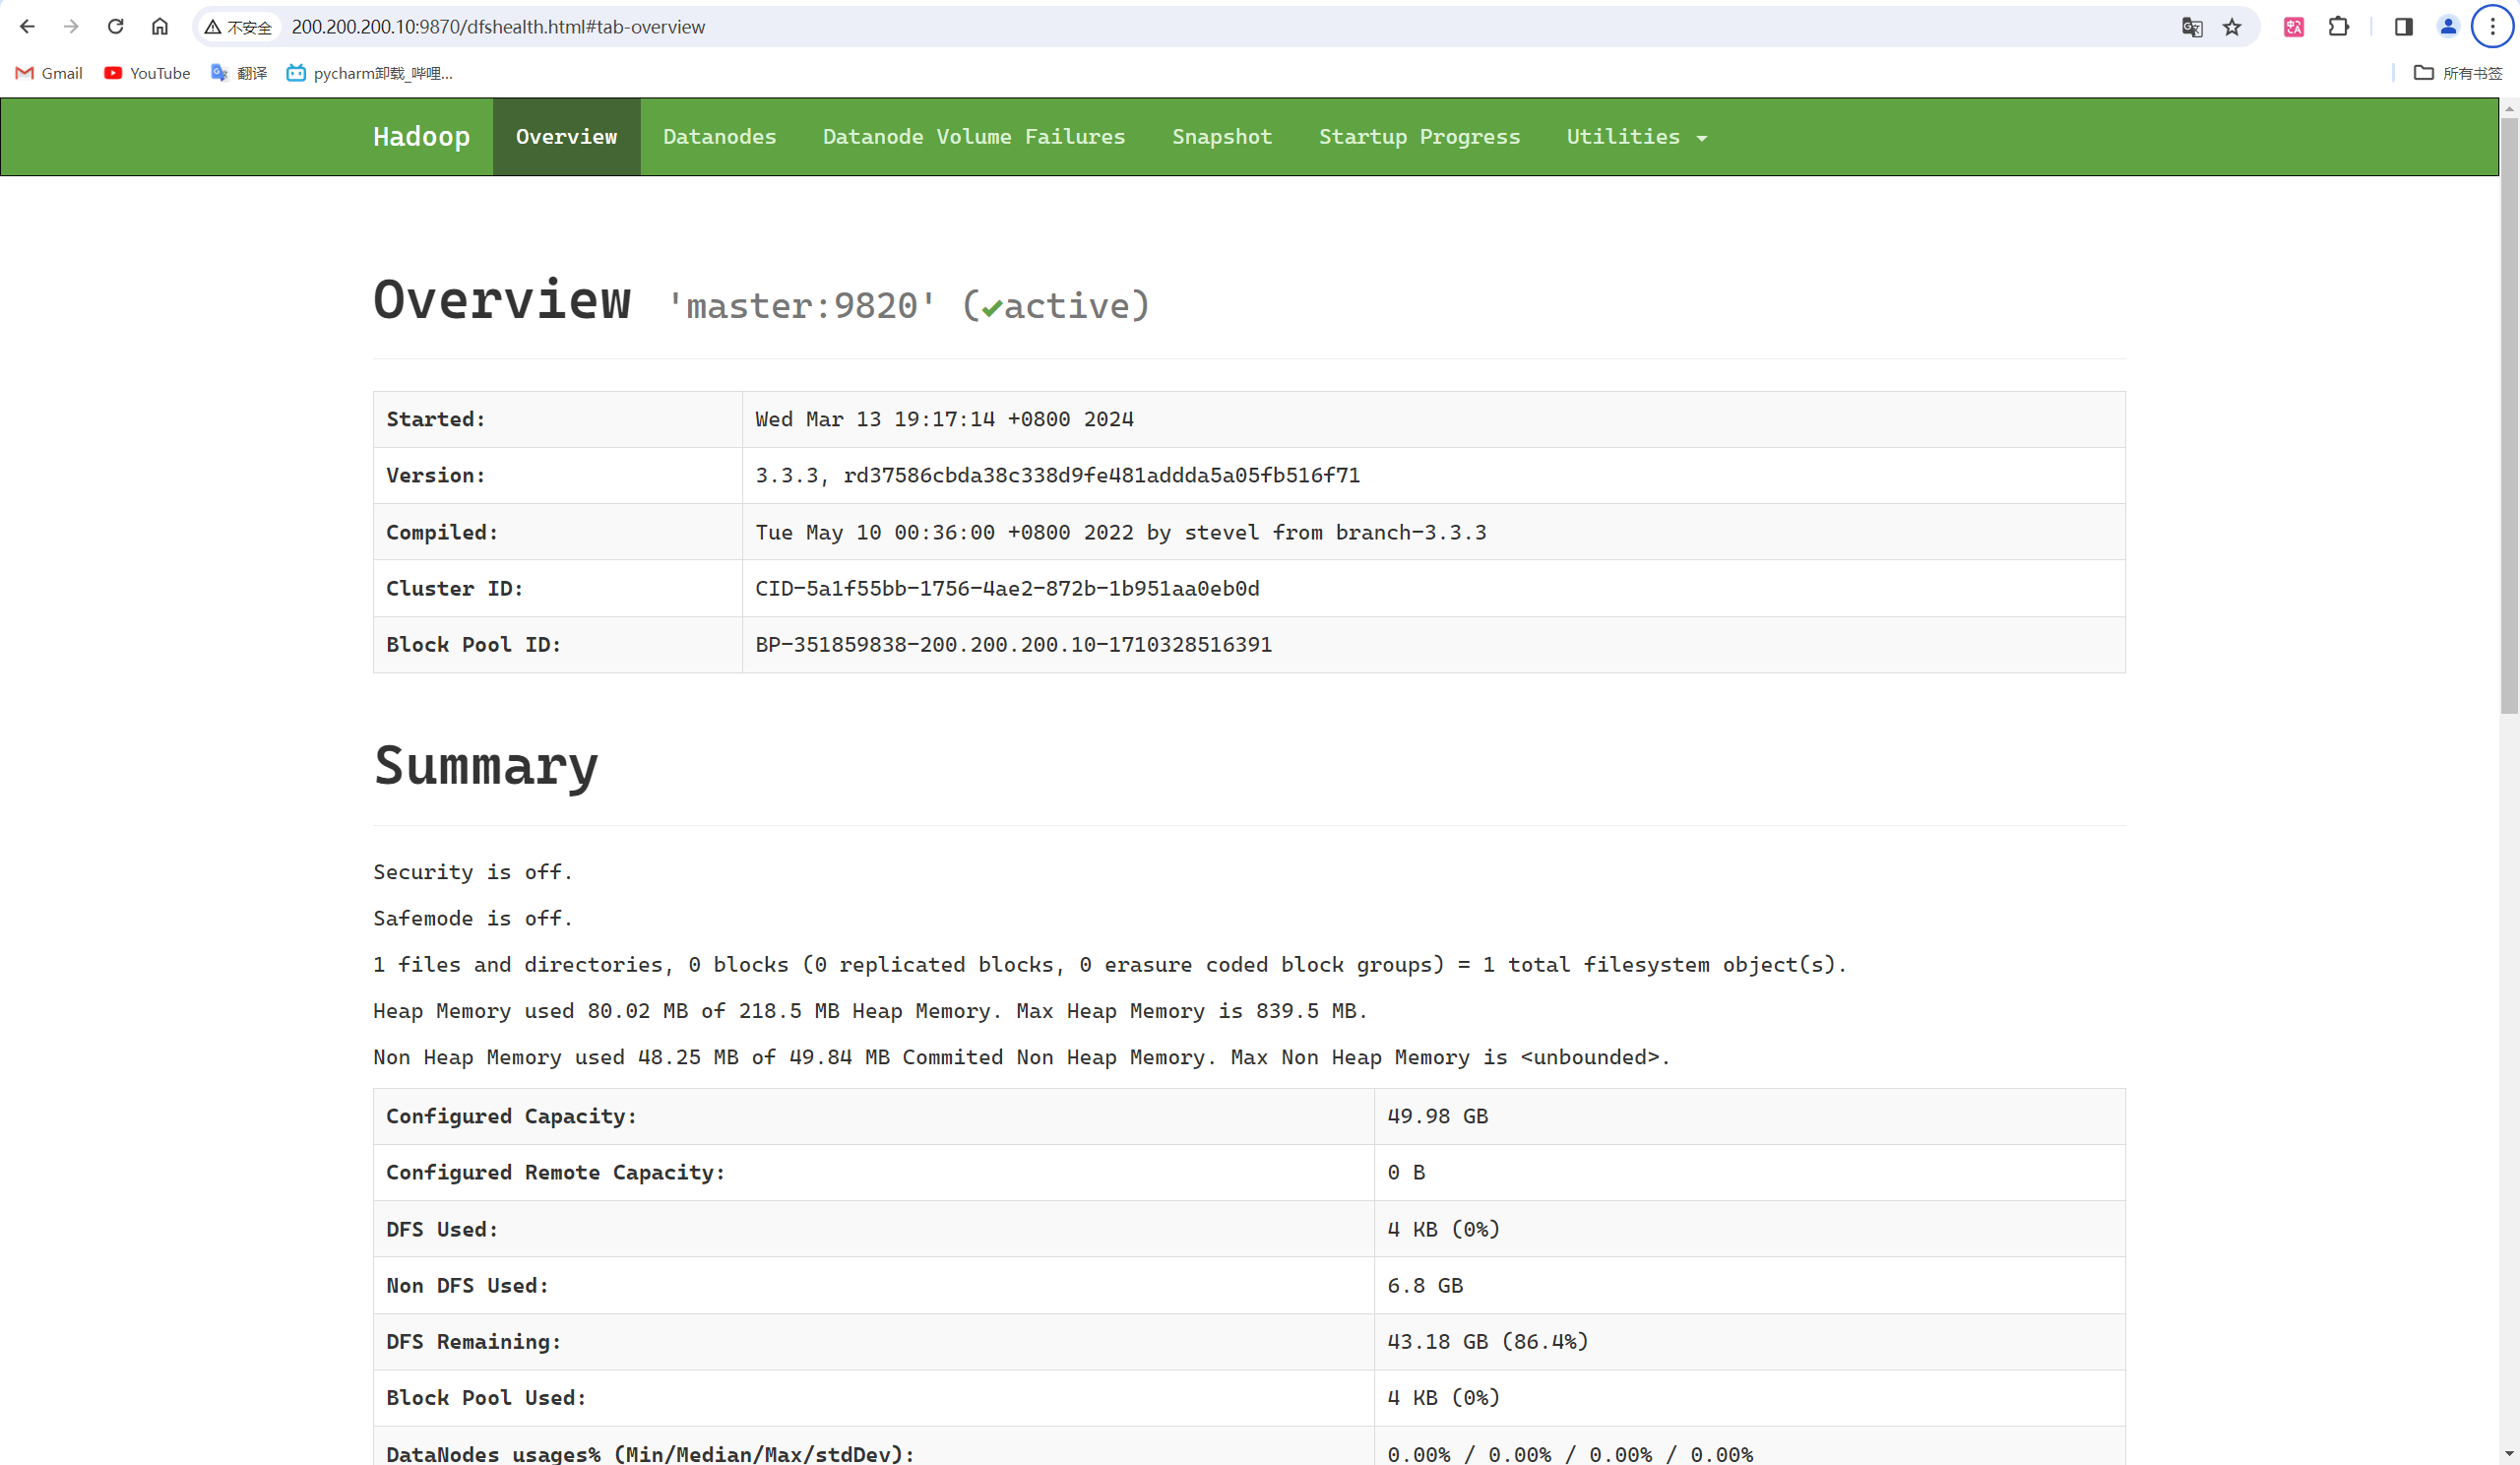 不安全 200.200.200.10:9870/dfshealth.html#tab-overview
Gmail YouTube 翻译 pycharm卸载_哔哩... 所有书签
Hadoop Overview Datanodes Datanode Volume Failures Snapshot Startup Progress Utilities
Overview 'master:9820' (✔active)
Started: Wed Mar 13 19:17:14 +0800 2024
Version: 3.3.3, rd37586cbda38c338d9fe481addda5a05fb516f71
Compiled: Tue May 10 00:36:00 +0800 2022 by stevel from branch-3.3.3
Cluster ID: CID-5a1f55bb-1756-4ae2-872b-1b951aa0eb0d
Block Pool ID: BP-351859838-200.200.200.10-1710328516391
Summary
Security is off.
Safemode is off.
1 files and directories, 0 blocks (0 replicated blocks, 0 erasure coded block groups) = 1 total filesystem object(s).
Heap Memory used 80.02 MB of 218.5 MB Heap Memory. Max Heap Memory is 839.5 MB.
Non Heap Memory used 48.25 MB of 49.84 MB Commited Non Heap Memory. Max Non Heap Memory is <unbounded>.
Configured Capacity: 49.98 GB
Configured Remote Capacity: 0 B
DFS Used: 4 KB (0%)
Non DFS Used: 6.8 GB
DFS Remaining: 43.18 GB (86.4%)
Block Pool Used: 4 KB (0%)
DataNodes usages% (Min/Median/Max/stdDev): 0.00% / 0.00% / 0.00% / 0.00%